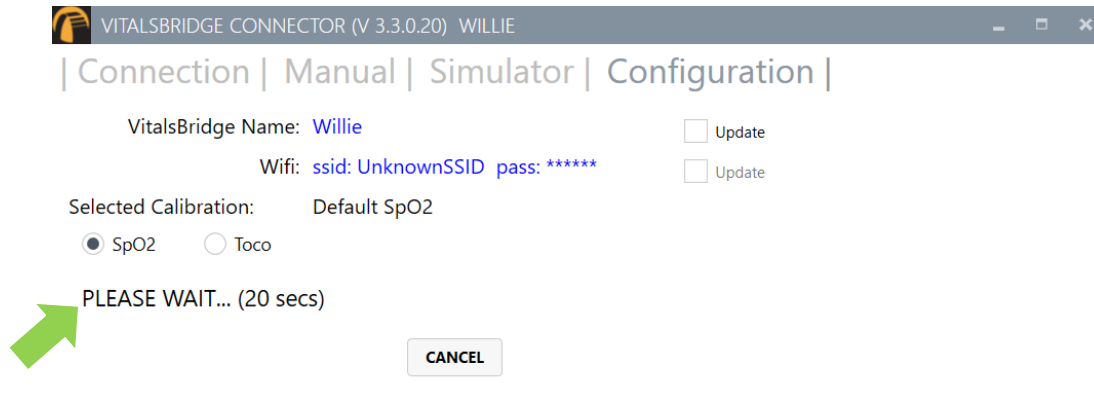 VITALSBRIDGE CONNECTOR (V 3.3.0.20) WILLIE
| Connection | Manual | Simulator | Configuration |
VitalsBridge Name: Willie Update
Wifi: ssid: UnknownSSID pass: ****** Update
Selected Calibration: Default SpO2
SpO2 Toco
PLEASE WAIT... (20 secs)
CANCEL